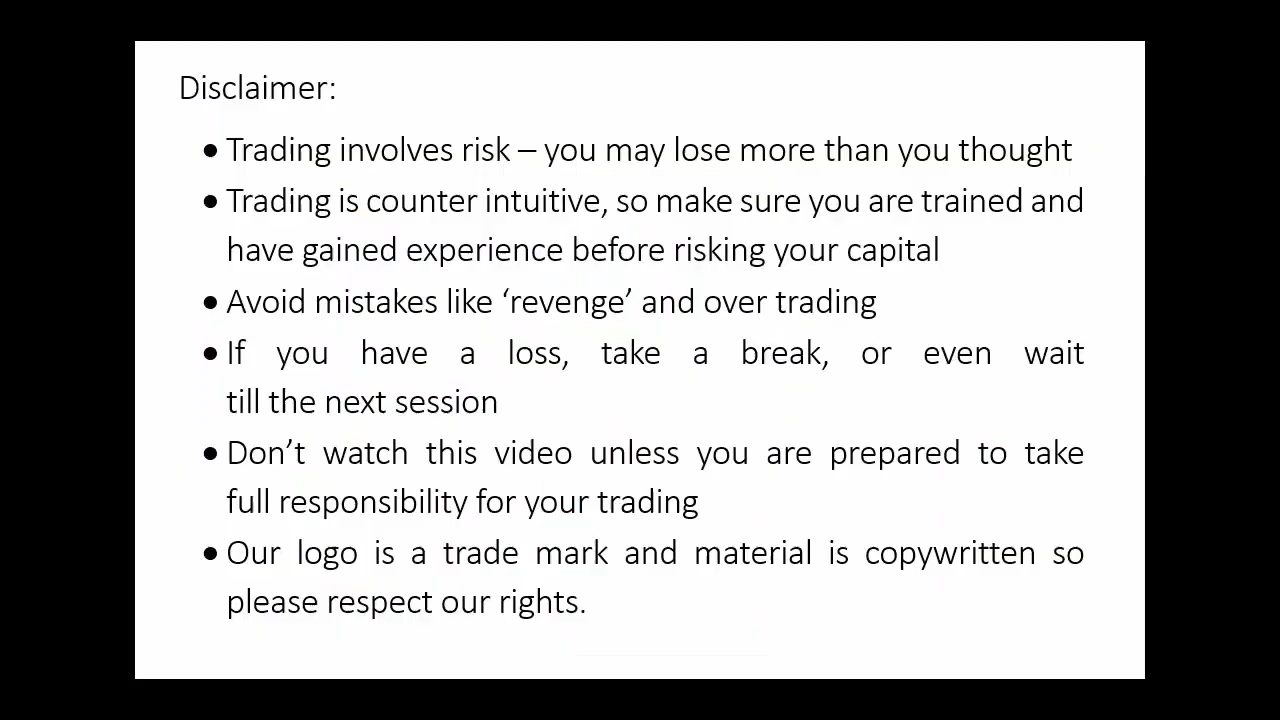 Disclaimer:
• Trading involves risk – you may lose more than you thought
• Trading is counter intuitive, so make sure you are trained and
have gained experience before risking your capital
• Avoid mistakes like ‘revenge’ and over trading
• If you have a loss, take a break, or even wait
till the next session
• Don’t watch this video unless you are prepared to take
full responsibility for your trading
• Our logo is a trade mark and material is copywritten so
please respect our rights.